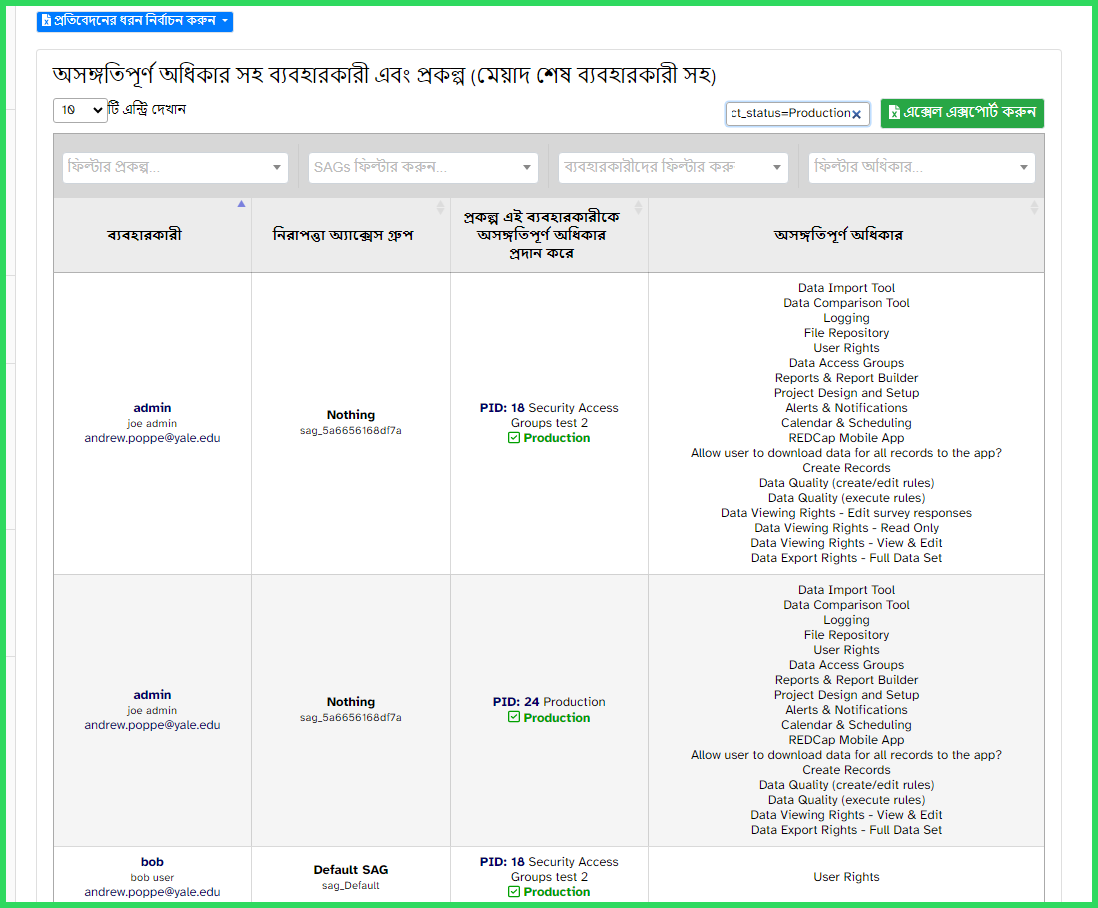 প্রতিবেদনের ধরন নির্বাচন করুন
অসঙ্গতিপূর্ণ অধিকার সহ ব্যবহারকারী এবং প্রকল্প (মেয়াদ শেষ ব্যবহারকারী সহ)
10 টি এন্ট্রি দেখান
ct_status=Production
এক্সেল এক্সপোর্ট করুন
ফিল্টার প্রকল্প...
SAGs ফিল্টার করুন...
ব্যবহারকারীদের ফিল্টার করু
ফিল্টার অধিকার...
ব্যবহারকারী
নিরাপত্তা অ্যাক্সেস গ্রুপ
প্রকল্প এই ব্যবহারকারীকে
অসঙ্গতিপূর্ণ অধিকার
প্রদান করে
অসঙ্গতিপূর্ণ অধিকার
admin
joe admin
andrew.poppe@yale.edu
Nothing
sag_5a6656168df7a
PID: 18 Security Access
Groups test 2
Production
Data Import Tool
Data Comparison Tool
Logging
File Repository
User Rights
Data Access Groups
Reports & Report Builder
Project Design and Setup
Alerts & Notifications
Calendar & Scheduling
REDCap Mobile App
Allow user to download data for all records to the app?
Create Records
Data Quality (create/edit rules)
Data Quality (execute rules)
Data Viewing Rights - Edit survey responses
Data Viewing Rights - Read Only
Data Viewing Rights - View & Edit
Data Export Rights - Full Data Set
admin
joe admin
andrew.poppe@yale.edu
Nothing
sag_5a6656168df7a
PID: 24 Production
Production
Data Import Tool
Data Comparison Tool
Logging
File Repository
User Rights
Data Access Groups
Reports & Report Builder
Project Design and Setup
Alerts & Notifications
Calendar & Scheduling
REDCap Mobile App
Allow user to download data for all records to the app?
Create Records
Data Quality (create/edit rules)
Data Quality (execute rules)
Data Viewing Rights - View & Edit
Data Export Rights - Full Data Set
bob
bob user
andrew.poppe@yale.edu
Default SAG
sag_Default
PID: 18 Security Access
Groups test 2
Production
User Rights